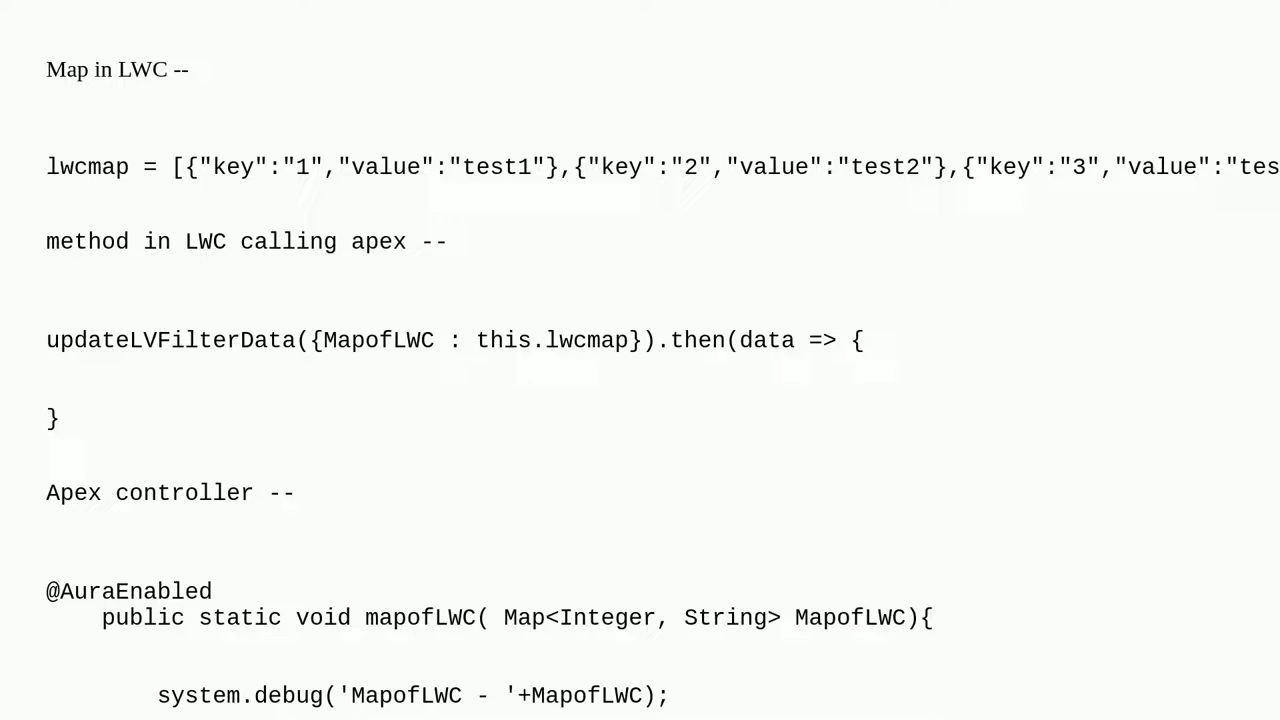 Map in LWC --
lwcmap = [{"key":"1","value":"test1"},{"key":"2","value":"test2"},{"key":"3","value":"tes
method in LWC calling apex --
updateLVFilterData({MapofLWC : this.lwcmap}).then(data => {
}
Apex controller --
@AuraEnabled
public static void mapofLWC( Map<Integer, String> MapofLWC){
system.debug('MapofLWC - '+MapofLWC);